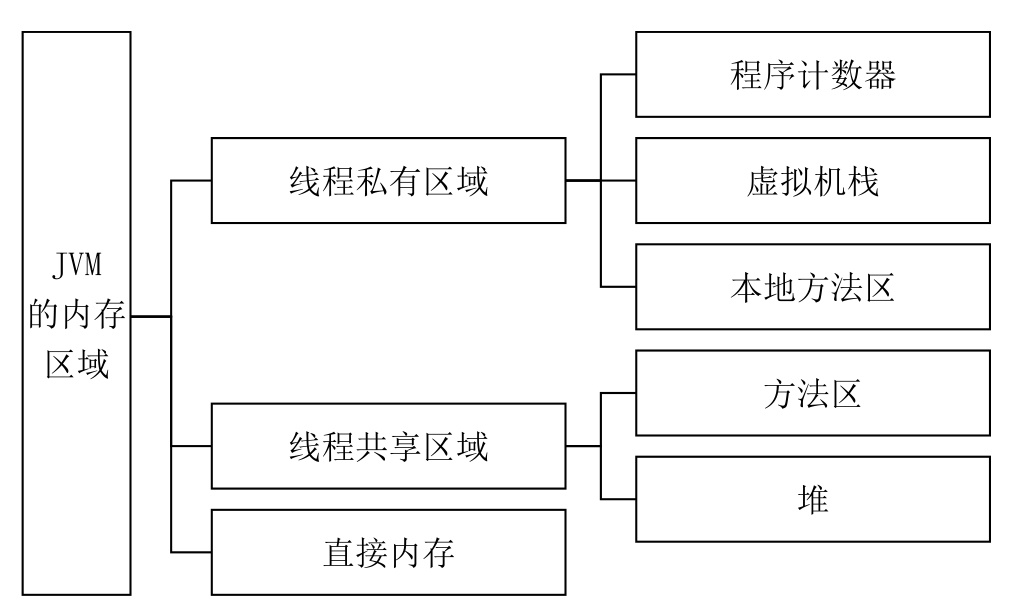 JVM
的内存
区域
线程私有区域
程序计数器
虚拟机栈
本地方法区
线程共享区域
方法区
堆
直接内存